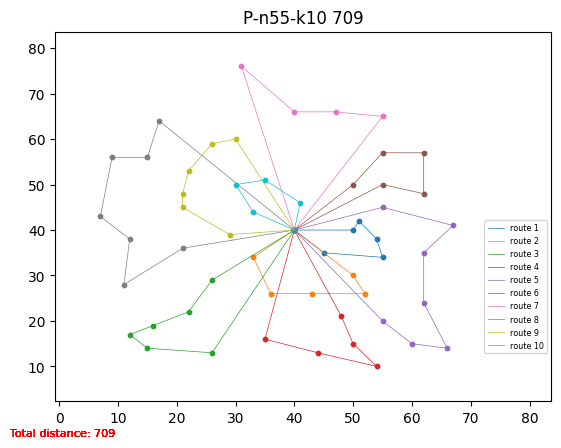 P-n55-k10 709
80
70
60
50
40
30
20
10
0 10 20 30 40 50 60 70 80
route 1
route 2
route 3
route 4
route 5
route 6
route 7
route 8
route 9
route 10
Total distance: 709